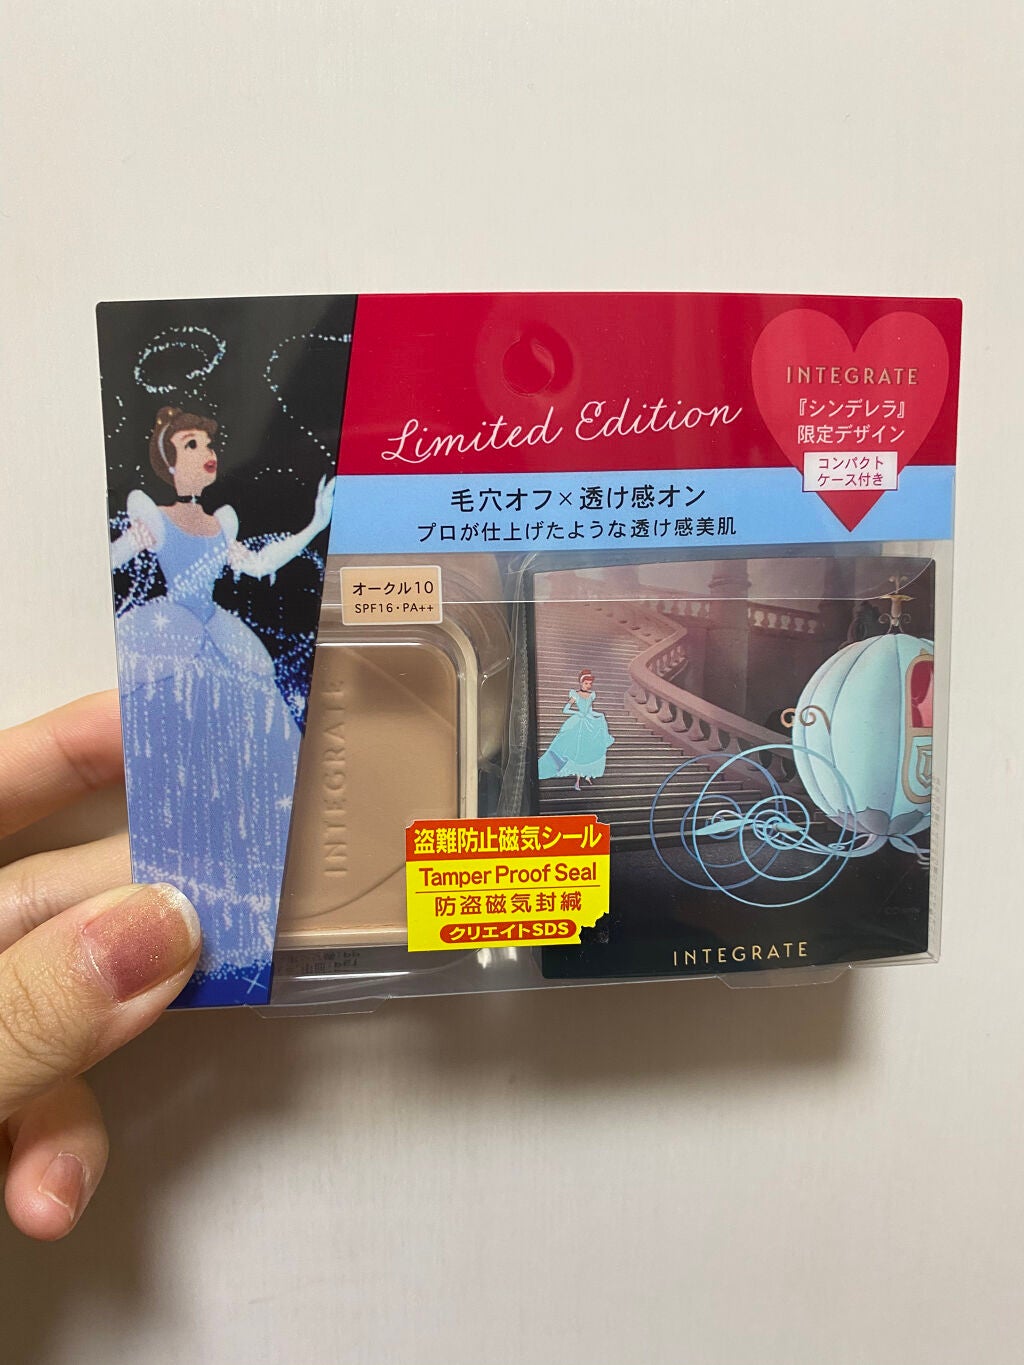 Limited Edition
INTEGRATE
『シンデレラ』
限定デザイン
コンパクト
ケース付き
毛穴オフ×透け感オン
プロが仕上げたような透け感美肌
オークル10
SPF16・PA++
INTEGRATE
盗難防止磁気シール
Tamper Proof Seal
防盗磁気封緘
クリエイトSDS
INTEGRATE